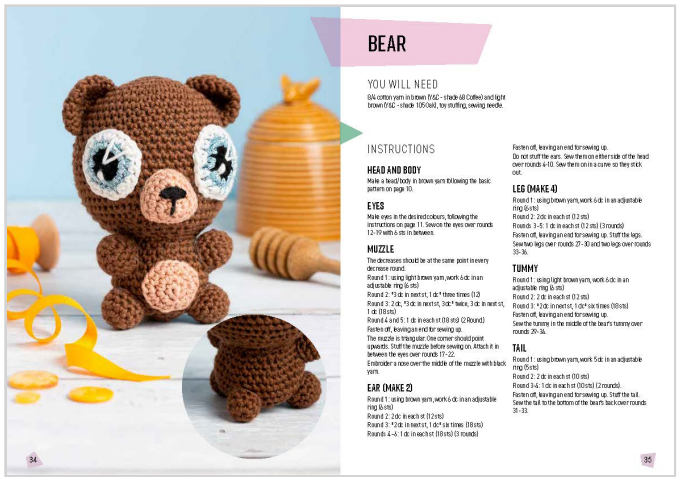 BEAR
YOU WILL NEED
8/4 cotton yarn in brown (Y&C - shade 68 Coffee) and light
brown (Y&C - shade 105 Oak), toy stuffing, sewing needle.
INSTRUCTIONS
HEAD AND BODY
Make a head/body in brown yarn following the basic
pattern on page 10.
EYES
Make eyes in the desired colours, following the
instructions on page 11. Sew on the eyes over rounds
12-19 with 6 sts in between.
MUZZLE
The decreases should be at the same point in every
decrease round.
Round 1: using light brown yarn, work 6 dc in an
adjustable ring (6 sts)
Round 2: *3 dc in next st, 1 dc* three times (12)
Round 3: 2 dc, *3 dc in next st, 3 dc* twice, 3 dc in next st,
1 dc (18 sts)
Round 4 and 5: 1 dc in each st (18 sts) (2 Round)
Fasten off, leaving an end for sewing up.
The muzzle is triangular. One corner should point
upwards. Stuff the muzzle before sewing on. Attach it in
between the eyes over rounds 17-22.
Embroider a nose over the middle of the muzzle with black
yarn.
EAR (MAKE 2)
Round 1: using brown yarn, work 6 dc in an adjustable
ring (6 sts)
Round 2: 2 dc in each st (12 sts)
Round 3: *2 dc in next st, 1 dc* six times (18 sts)
Rounds 4-6: 1 dc in each st (18 sts) (3 rounds)
Fasten off, leaving an end for sewing up.
Do not stuff the ears. Sew them on either side of the head
over rounds 4-10. Sew them on in a curve so they stick
out.
LEG (MAKE 4)
Round 1: using brown yarn, work 6 dc in an adjustable
ring (6 sts)
Round 2: 2 dc in each st (12 sts)
Rounds 3-5: 1 dc in each st (12 sts) (3 rounds)
Fasten off, leaving an end for sewing up. Stuff the legs.
Sew two legs over rounds 27-30 and two legs over rounds
33-36.
TUMMY
Round 1: using light brown yarn, work 6 dc in an
adjustable ring (6 sts)
Round 2: 2 dc in each st (12 sts)
Round 3: *2 dc in next st, 1 dc* six times (18 sts)
Fasten off, leaving an end for sewing up.
Sew the tummy in the middle of the bear's tummy over
rounds 29-34.
TAIL
Round 1: using brown yarn, work 5 dc in an adjustable
ring (5 sts)
Round 2: 2 dc in each st (10 sts)
Round 3-4: 1 dc in each st (10 sts) (2 rounds).
Fasten off, leaving an end for sewing up. Stuff the tail.
Sew the tail to the bottom of the bear's back over rounds
31-33.
34
35